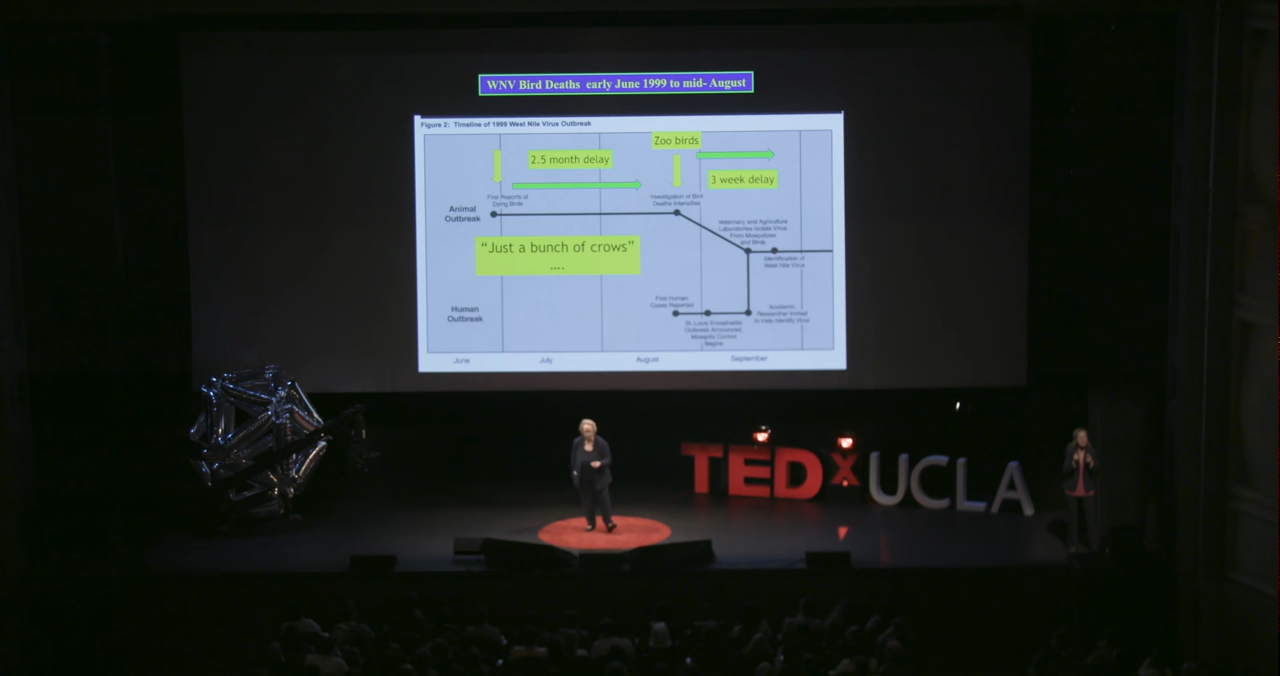 WNV Bird Deaths early June 1999 to mid- August
Figure 2: Timeline of 1999 West Nile Virus Outbreak
Zoo birds
2.5 month delay
3 week delay
First Reports of
Dying Birds
Investigation of Bird
Deaths Intensifies
Animal
Outbreak
Veterinary and Agriculture
Laboratories Isolate Virus
From Mosquitoes
and Birds
“Just a bunch of crows”
....
Identification of
West Nile Virus
First Human
Cases Reported
Human
Outbreak
Academic
Researcher Invited
to Help Identify Virus
St. Louis Encephalitis
Outbreak Announced,
Mosquito Control
Begins
June
July
August
September
TEDxUCLA